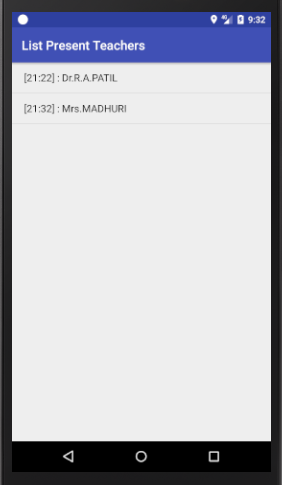 9:32
List Present Teachers
[21:22] : Dr.R.A.PATIL
[21:32] : Mrs.MADHURI